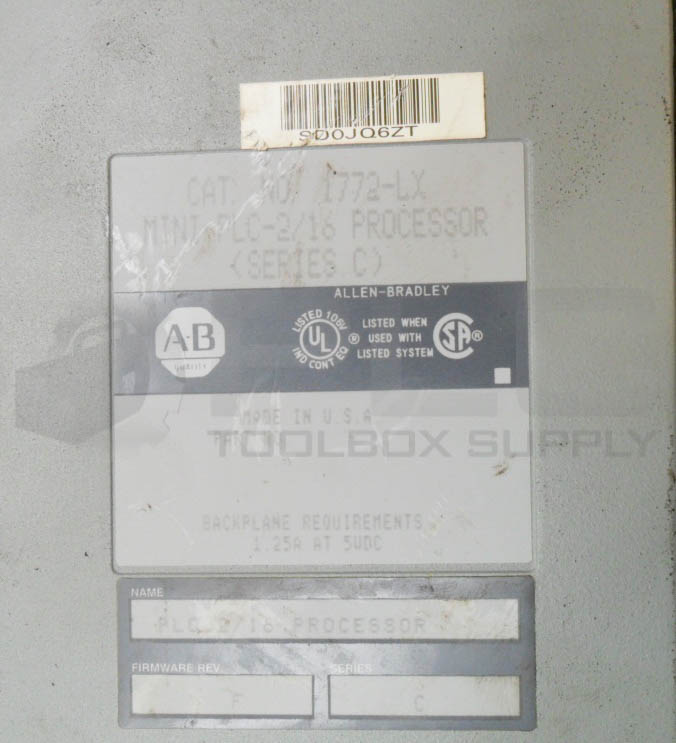 SD0JQ6ZT
CAT. NO. 1772-LX
MINI-PLC-2/16 PROCESSOR
(SERIES C)
ALLEN-BRADLEY
A·B
LISTED 106V
UL
IND CONT EQ
®
LISTED WHEN
USED WITH
LISTED SYSTEM
SA®
MADE IN U.S.A
TOOLBOX SUPPLY
BACKPLANE REQUIREMENTS
1.25A AT 5VDC
NAME
PLC-2/16 PROCESSOR
FIRMWARE REV. SERIES
F C